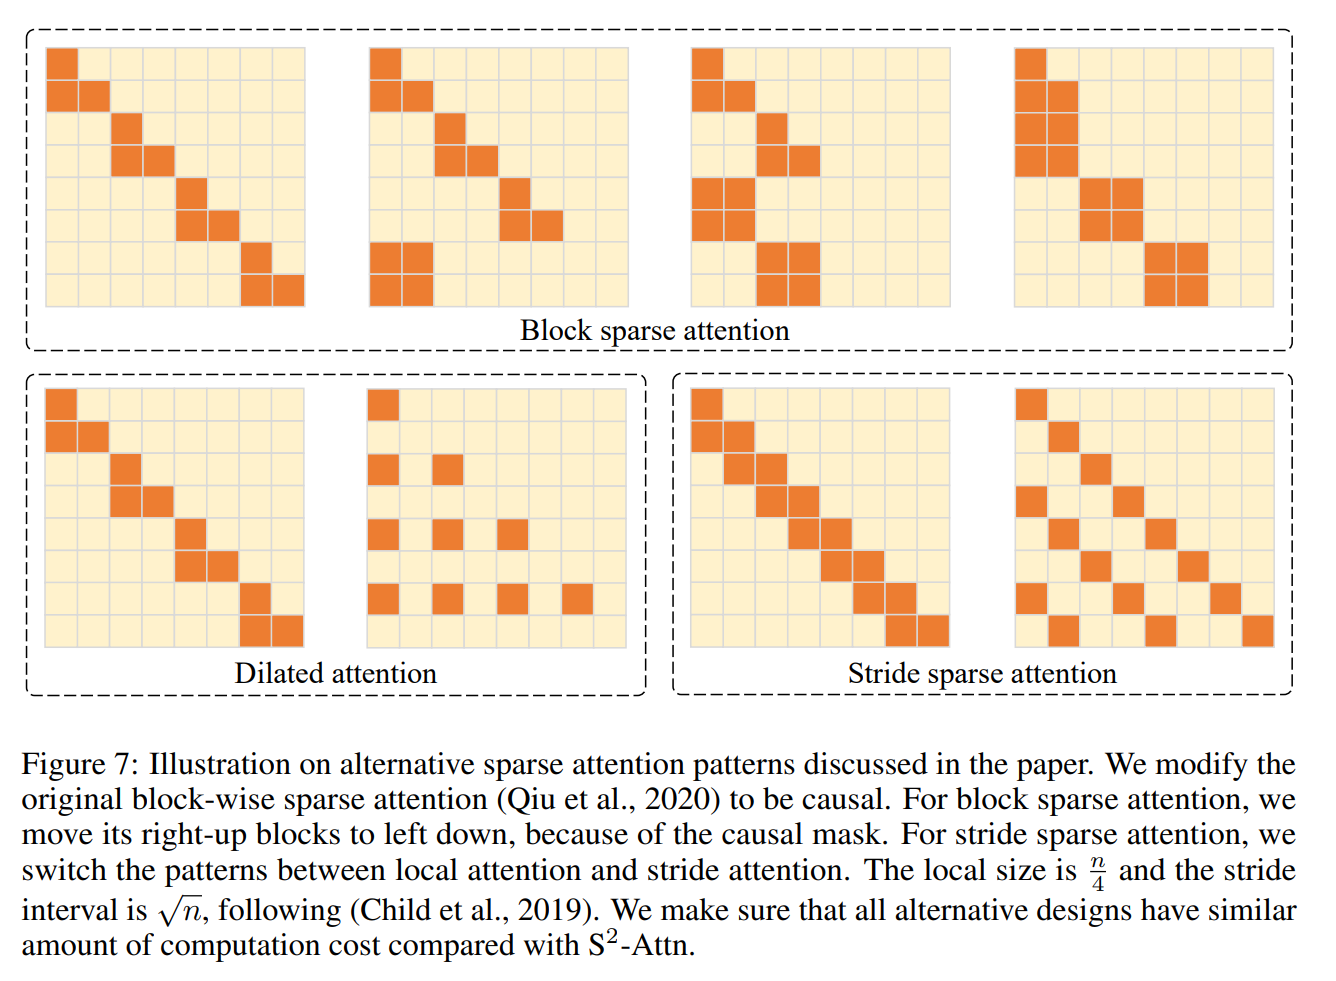 Block sparse attention
Dilated attention
Stride sparse attention
Figure 7: Illustration on alternative sparse attention patterns discussed in the paper. We modify the
original block-wise sparse attention (Qiu et al., 2020) to be causal. For block sparse attention, we
move its right-up blocks to left down, because of the causal mask. For stride sparse attention, we
switch the patterns between local attention and stride attention. The local size is n/4 and the stride
interval is √n, following (Child et al., 2019). We make sure that all alternative designs have similar
amount of computation cost compared with S²-Attn.